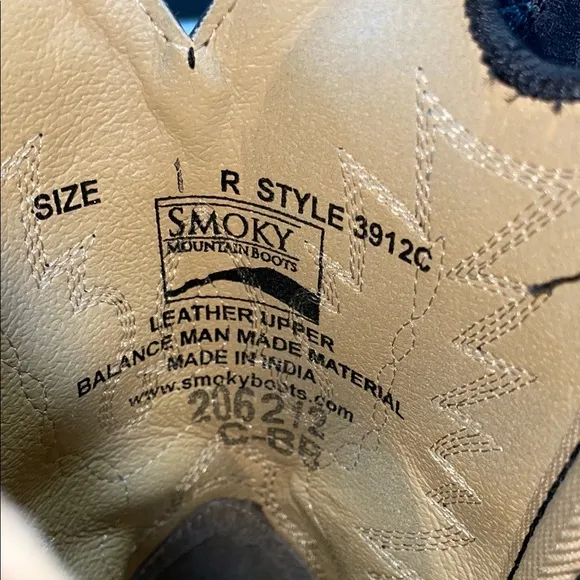 SIZE 1 R STYLE 3912C
SMOKY
MOUNTAIN BOOTS
LEATHER UPPER
BALANCE MAN MADE MATERIAL
MADE IN INDIA
www.smokyboots.com
206212